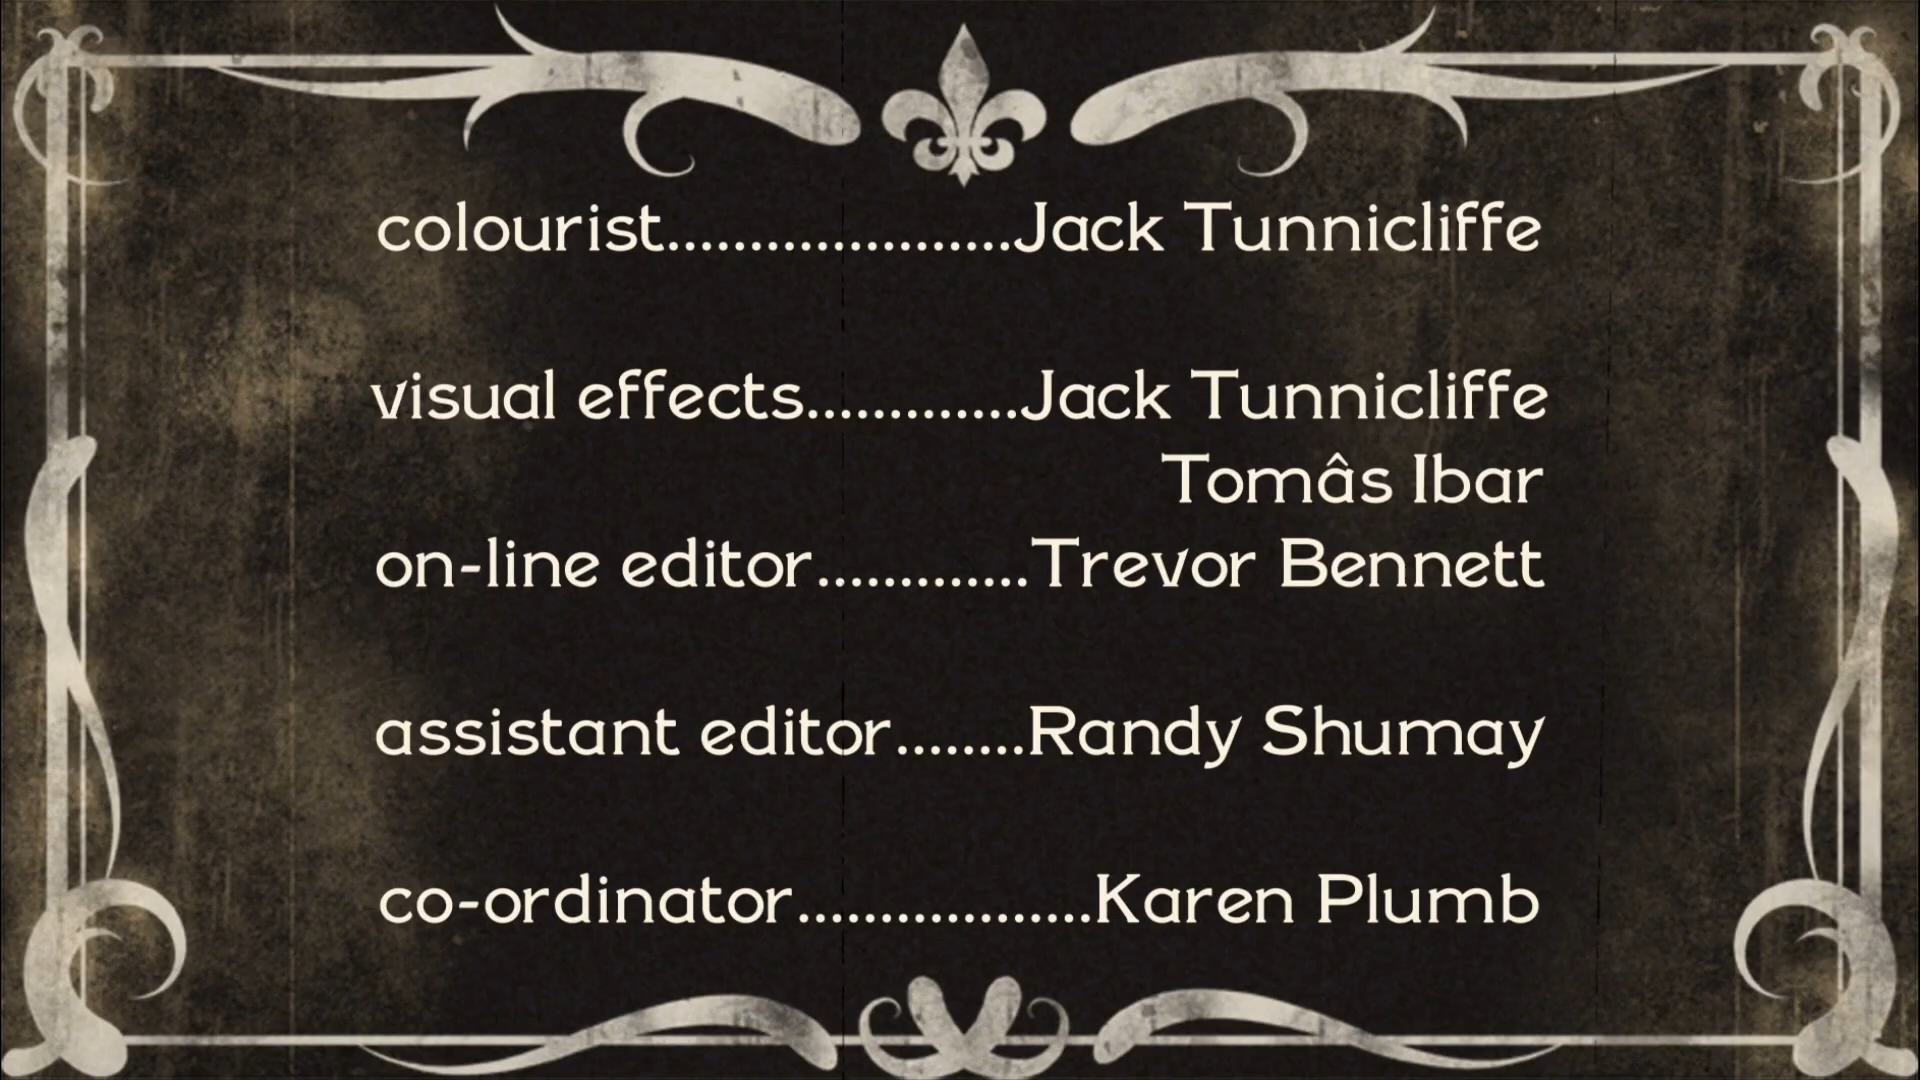 colourist.....................Jack Tunnicliffe
visual effects.............Jack Tunnicliffe
Tomâs Ibar
on-line editor.............Trevor Bennett
assistant editor........Randy Shumay
co-ordinator..................Karen Plumb